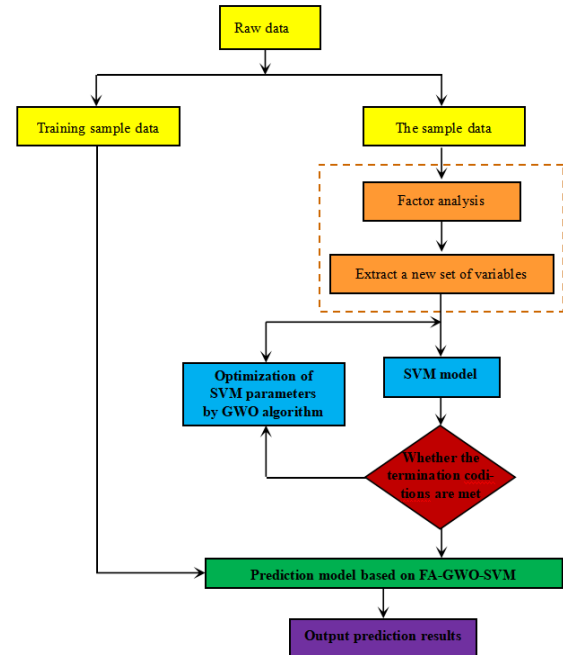 Raw data
Training sample data
The sample data
Factor analysis
Extract a new set of variables
Optimization of
SVM parameters
by GWO algorithm
SVM model
Whether the
termination codi-
tions are met
Prediction model based on FA-GWO-SVM
Output prediction results